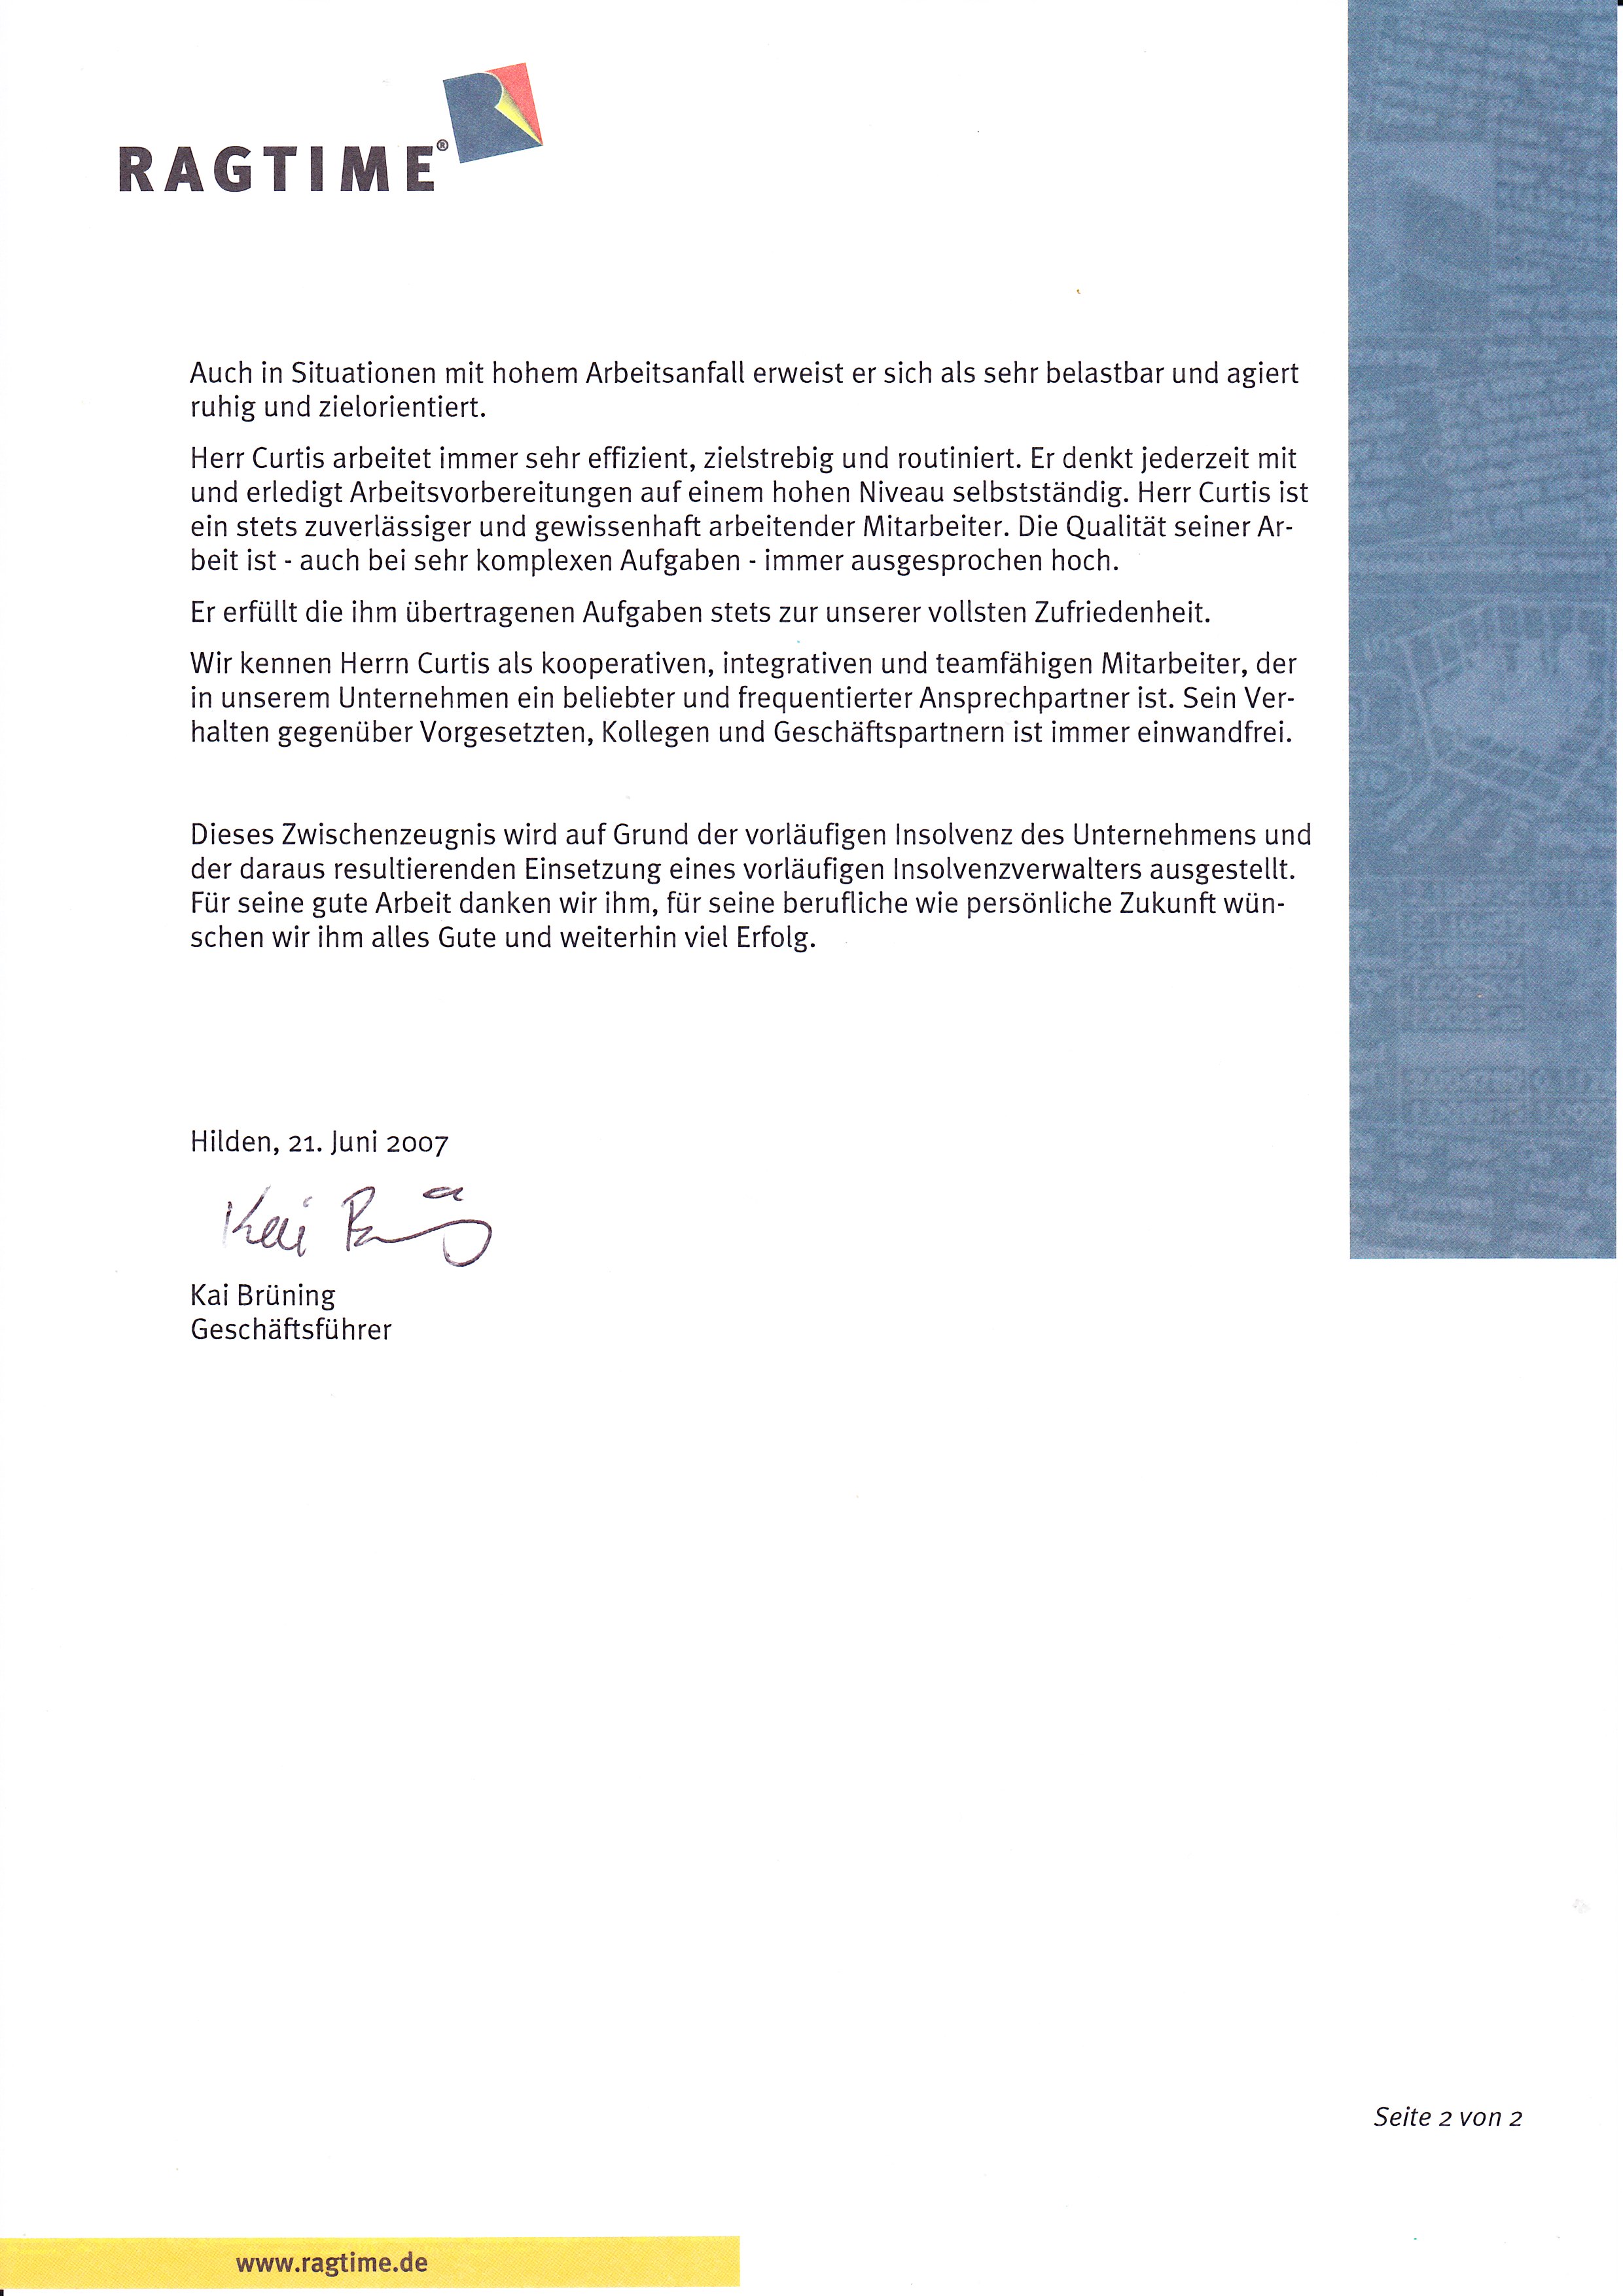 RAGTIME®
Auch in Situationen mit hohem Arbeitsanfall erweist er sich als sehr belastbar und agiert
ruhig und zielorientiert.
Herr Curtis arbeitet immer sehr effizient, zielstrebig und routiniert. Er denkt jederzeit mit
und erledigt Arbeitsvorbereitungen auf einem hohen Niveau selbstständig. Herr Curtis ist
ein stets zuverlässiger und gewissenhaft arbeitender Mitarbeiter. Die Qualität seiner Ar-
beit ist - auch bei sehr komplexen Aufgaben - immer ausgesprochen hoch.
Er erfüllt die ihm übertragenen Aufgaben stets zur unserer vollsten Zufriedenheit.
Wir kennen Herrn Curtis als kooperativen, integrativen und teamfähigen Mitarbeiter, der
in unserem Unternehmen ein beliebter und frequentierter Ansprechpartner ist. Sein Ver-
halten gegenüber Vorgesetzten, Kollegen und Geschäftspartnern ist immer einwandfrei.
Dieses Zwischenzeugnis wird auf Grund der vorläufigen Insolvenz des Unternehmens und
der daraus resultierenden Einsetzung eines vorläufigen Insolvenzverwalters ausgestellt.
Für seine gute Arbeit danken wir ihm, für seine berufliche wie persönliche Zukunft wün-
schen wir ihm alles Gute und weiterhin viel Erfolg.
Hilden, 21. Juni 2007
Kai Brüning
Geschäftsführer
Seite 2 von 2
www.ragtime.de